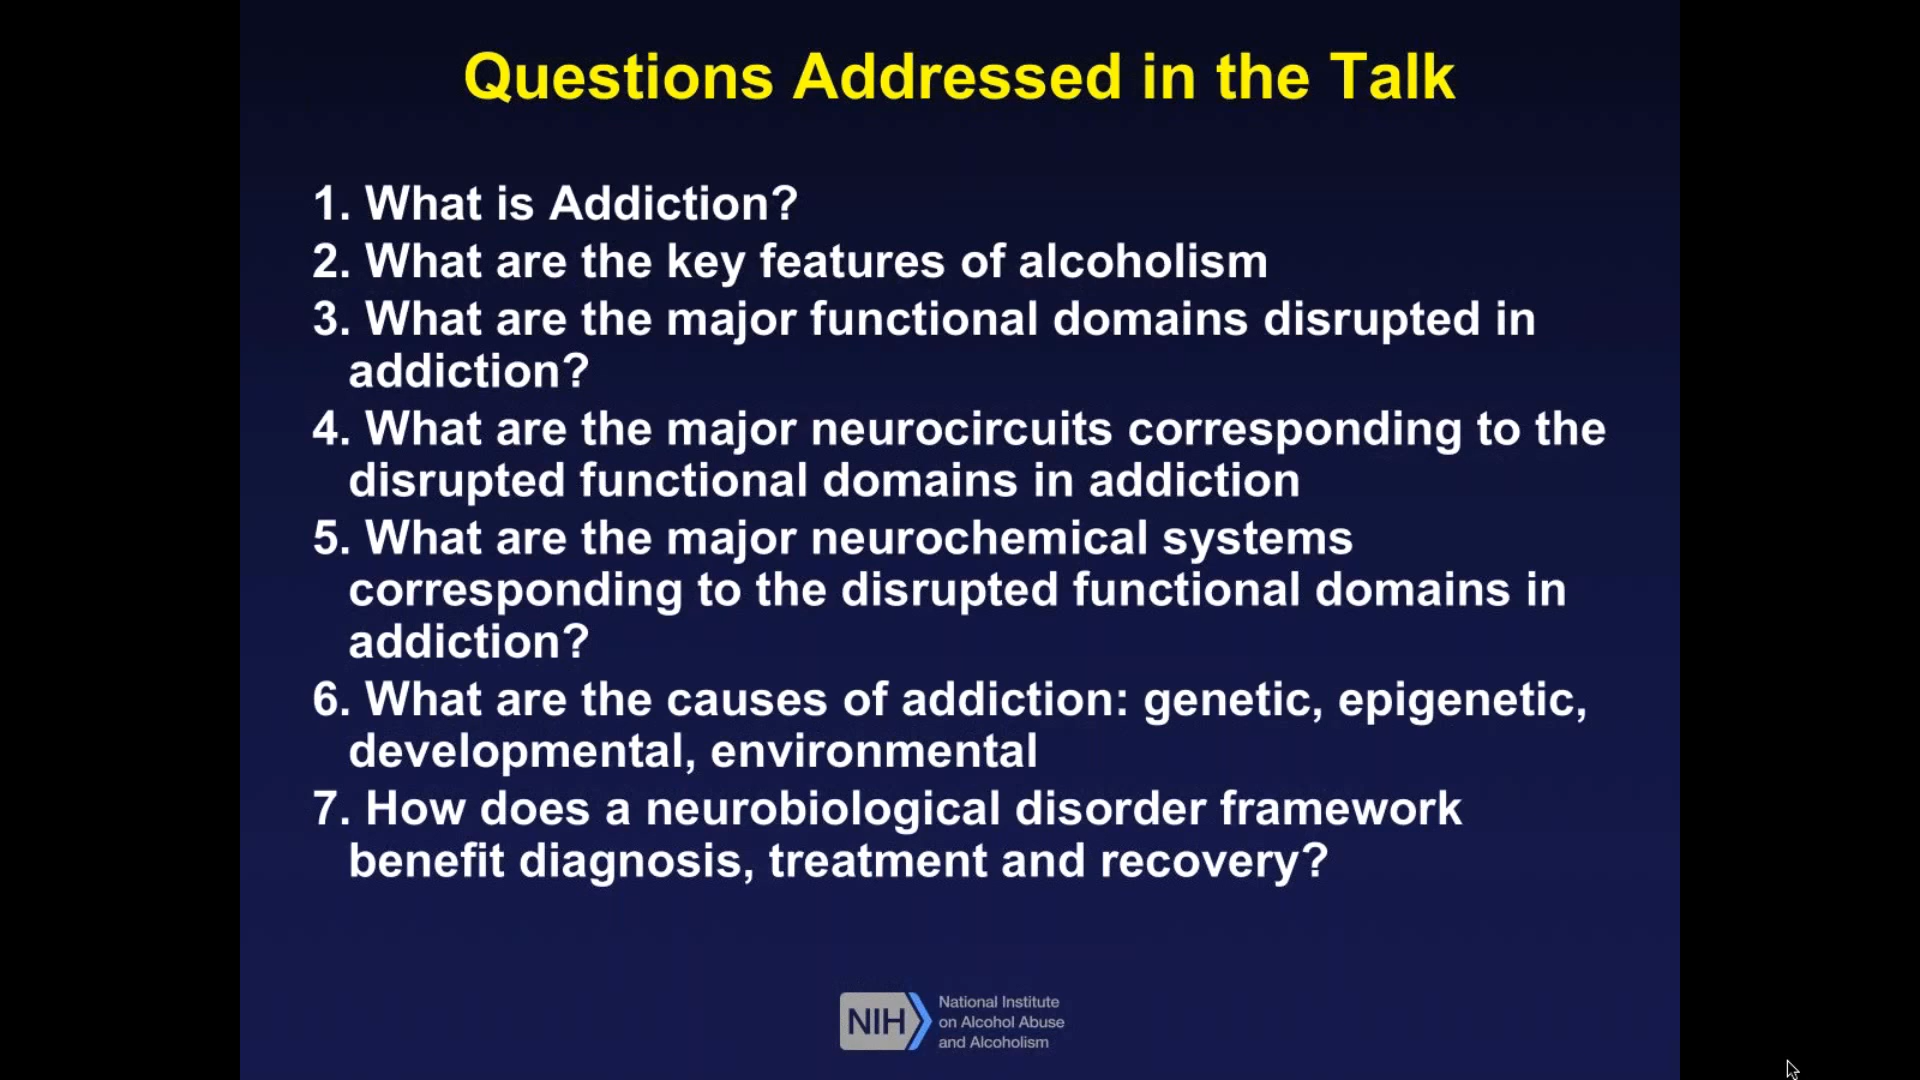 Questions Addressed in the Talk
1. What is Addiction?
2. What are the key features of alcoholism
3. What are the major functional domains disrupted in
addiction?
4. What are the major neurocircuits corresponding to the
disrupted functional domains in addiction
5. What are the major neurochemical systems
corresponding to the disrupted functional domains in
addiction?
6. What are the causes of addiction: genetic, epigenetic,
developmental, environmental
7. How does a neurobiological disorder framework
benefit diagnosis, treatment and recovery?
NIH
National Institute
on Alcohol Abuse
and Alcoholism